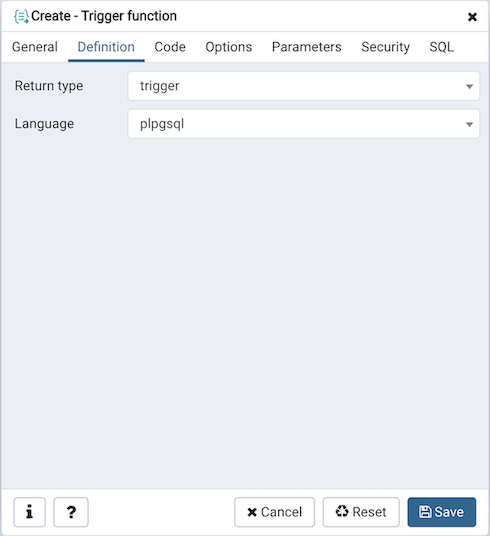 Create - Trigger function
General Definition Code Options Parameters Security SQL
Return type trigger
Language plpgsql
i ? Cancel Reset Save